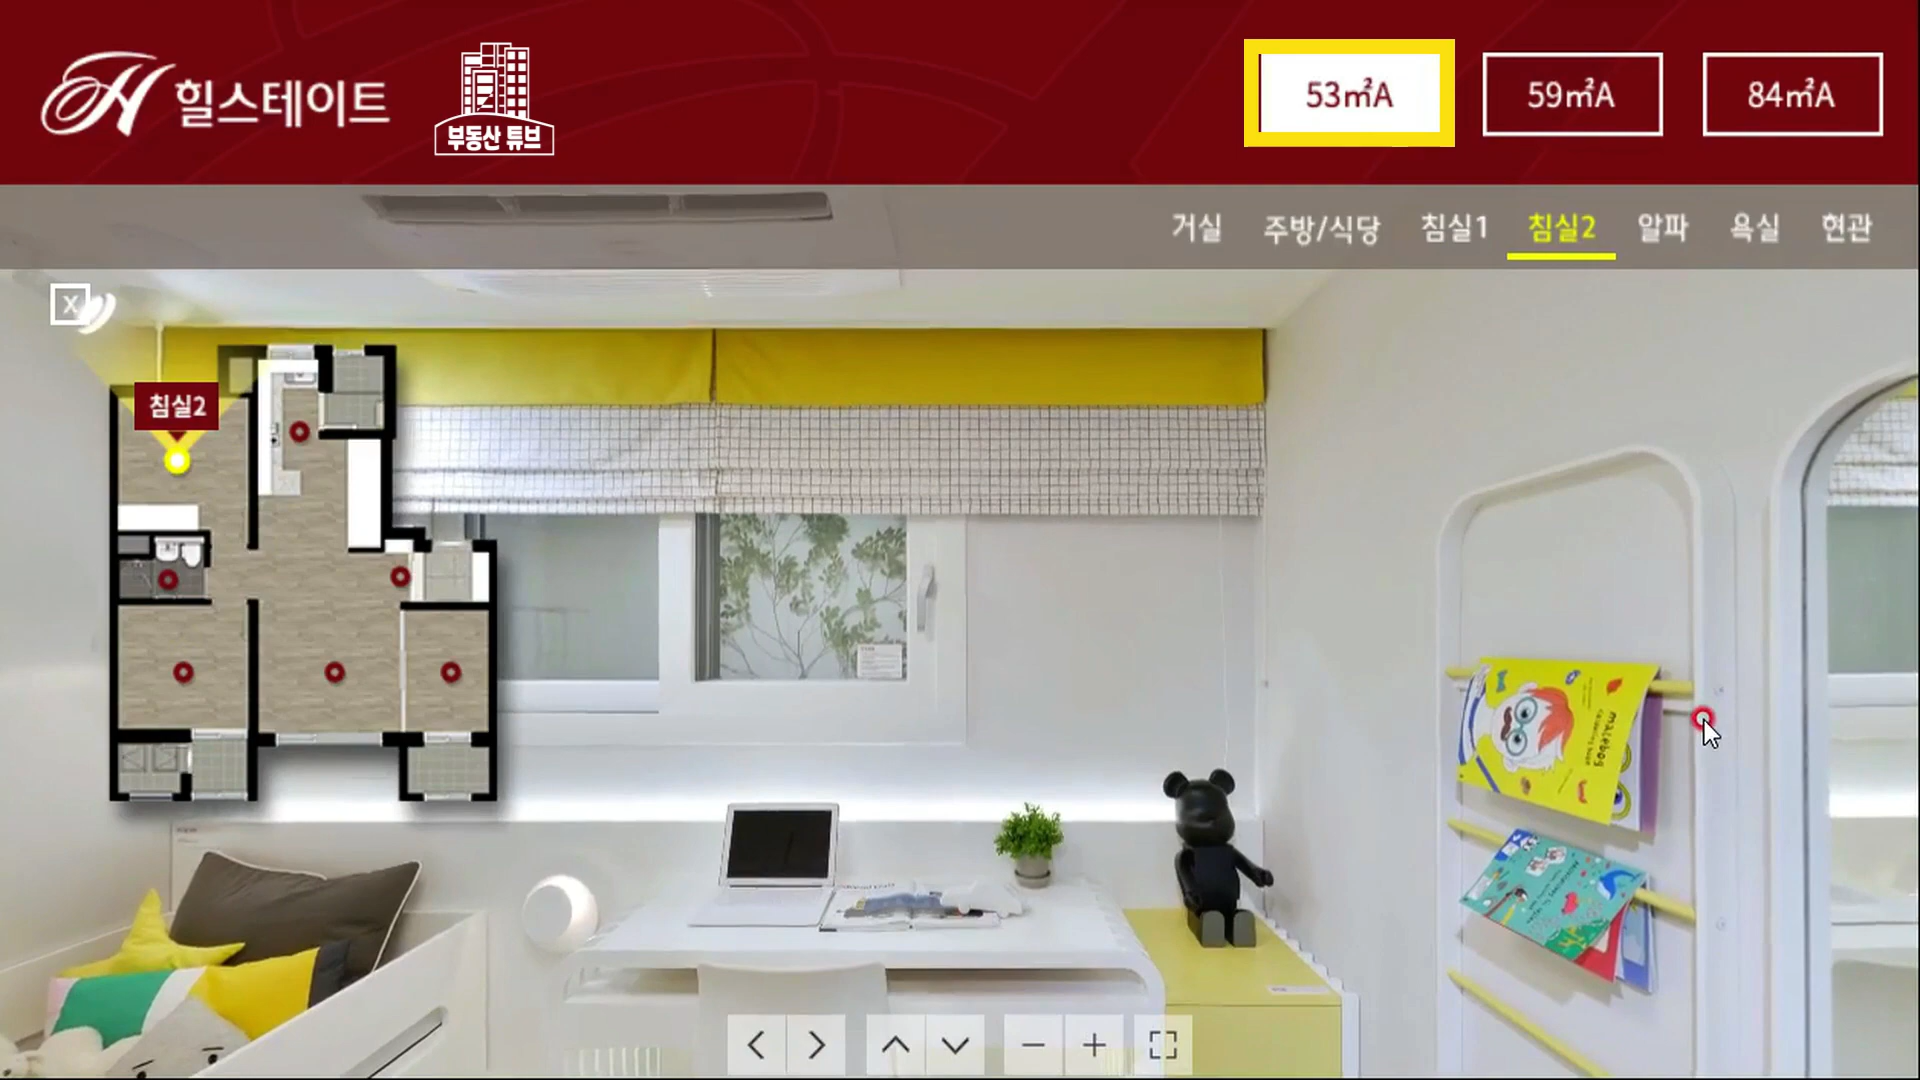 H 힐스테이트
부동산 튜브
53㎡A
59㎡A
84㎡A
거실
주방/식당
침실1
침실2
알파
욕실
현관
X
침실2